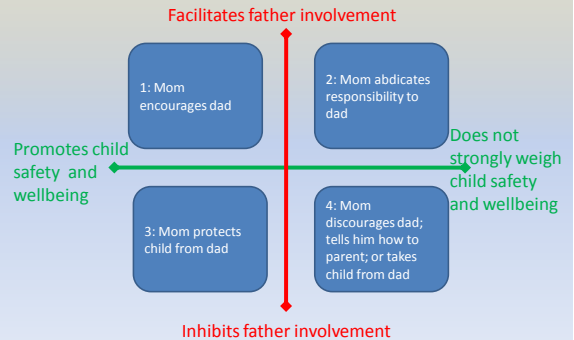 Facilitates father involvement
1: Mom
encourages dad
2: Mom abdicates
responsibility to
dad
Promotes child
safety and
wellbeing
Does not
strongly weigh
child safety
and wellbeing
3: Mom protects
child from dad
4: Mom
discourages dad;
tells him how to
parent; or takes
child from dad
Inhibits father involvement